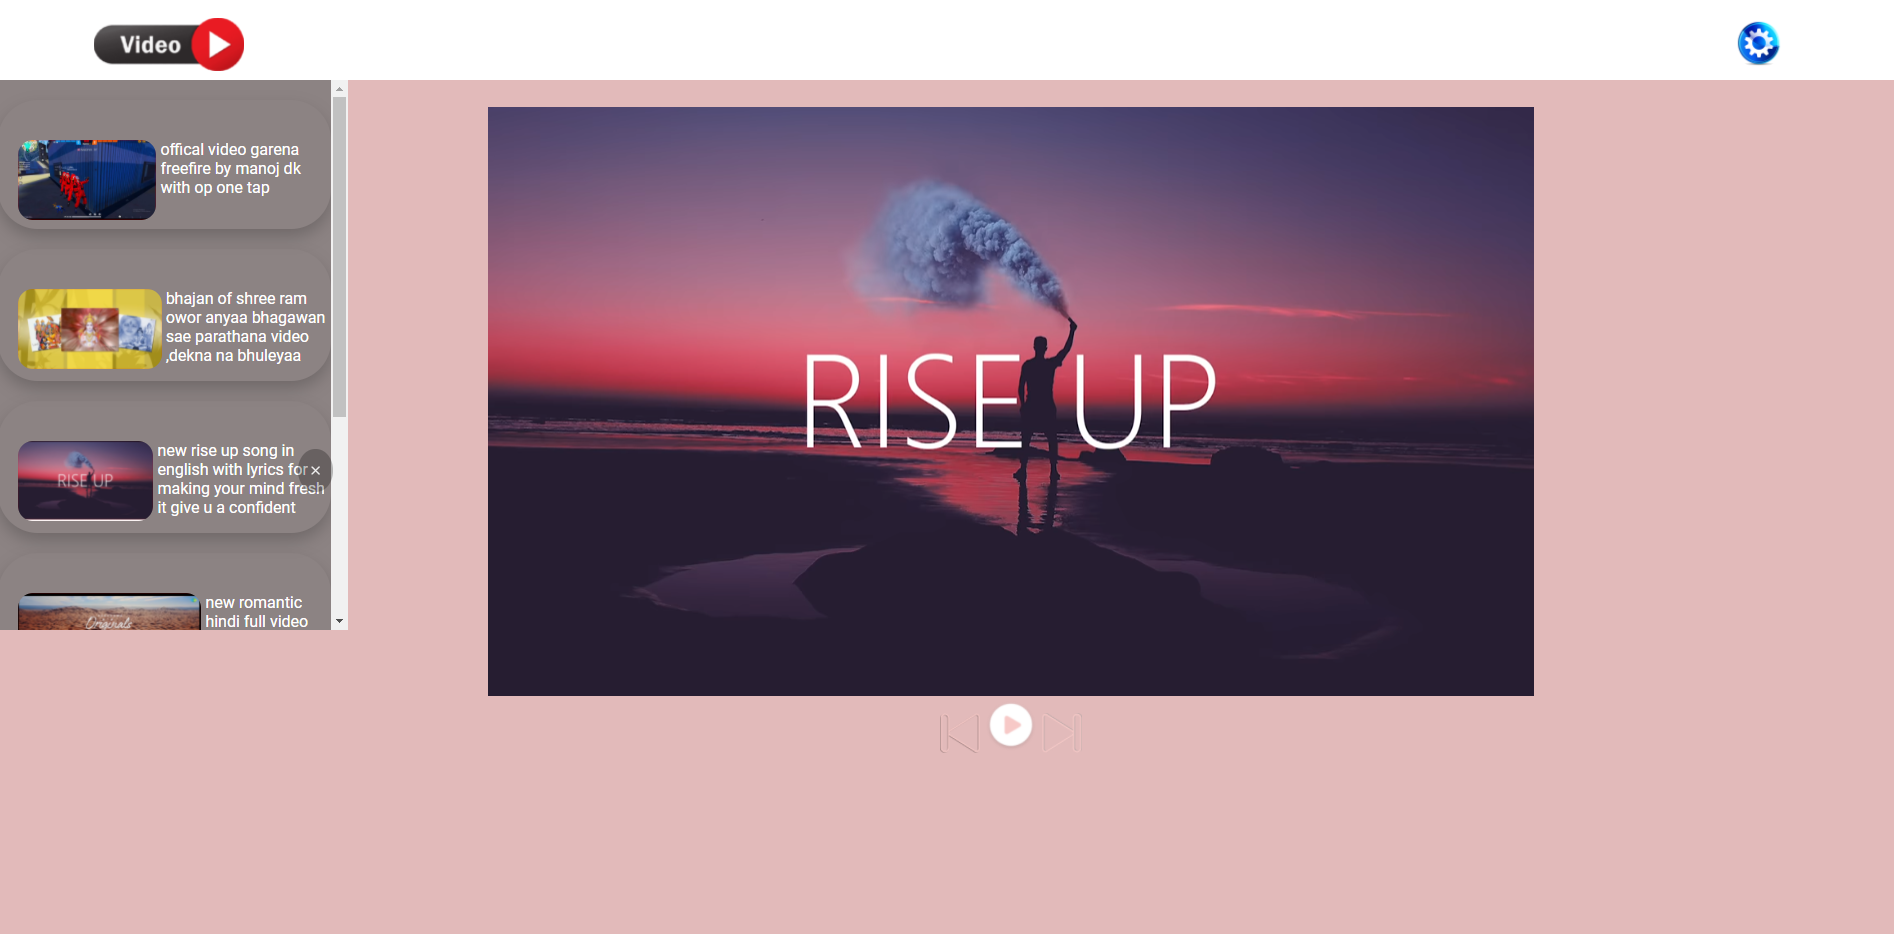 Video
offical video garena
freefire by manoj dk
with op one tap
bhajan of shree ram
owor anyaa bhagawan
sae parathana video
,dekna na bhuleyaa
RISE UP
new rise up song in
english with lyrics for
making your mind fresh
it give u a confident
Originals
new romantic
hindi full video
RISE UP